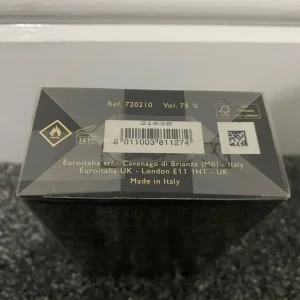 Ref. 720210 Vol. 78 %
8 011003 811274
Euroitalia srl - Cavenago di Brianza (MB) - Italy
Euroitalia UK - London E11 1HT - UK
Made in Italy